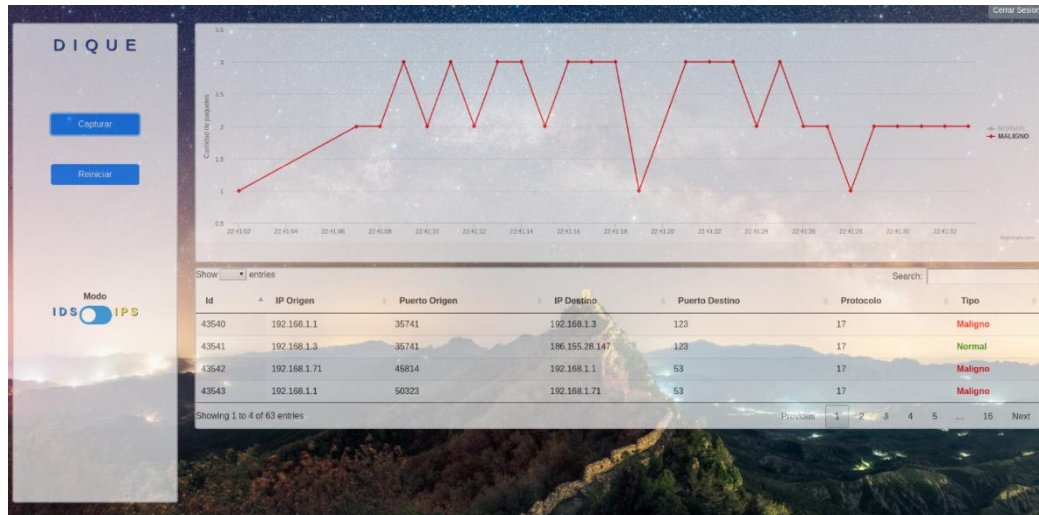 Cerrar Sesion
DIQUE
Capturar
Reiniciar
Modo
IDS IPS
Cantidad de paquetes
3.5
3
2.5
2
1.5
1
0.5
22:41:02 22:41:04 22:41:06 22:41:08 22:41:10 22:41:12 22:41:14 22:41:16 22:41:18 22:41:20 22:41:22 22:41:24 22:41:26 22:41:28 22:41:30 22:41:32
NORMAL
MALIGNO
Highcharts.com
Show entries
Search:
Id IP Origen Puerto Origen IP Destino Puerto Destino Protocolo Tipo
43540 192.168.1.1 35741 192.168.1.3 123 17 Maligno
43541 192.168.1.3 35741 186.155.28.147 123 17 Normal
43542 192.168.1.71 45814 192.168.1.1 53 17 Maligno
43543 192.168.1.1 50323 192.168.1.71 53 17 Maligno
Showing 1 to 4 of 63 entries
Previous 1 2 3 4 5 ... 16 Next